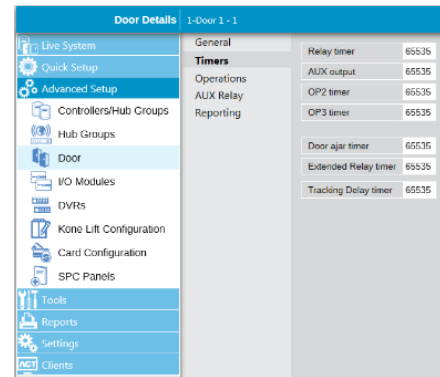 Door Details
1-Door 1 - 1
Live System
Quick Setup
Advanced Setup
Controllers/Hub Groups
Hub Groups
Door
I/O Modules
DVRs
Kone Lift Configuration
Card Configuration
SPC Panels
Tools
Reports
Settings
ACT Clients
General
Timers
Operations
AUX Relay
Reporting
Relay timer 65535
AUX output 65535
OP2 timer 65535
OP3 timer 65535
Door ajar timer 65535
Extended Relay timer 65535
Tracking Delay timer 65535